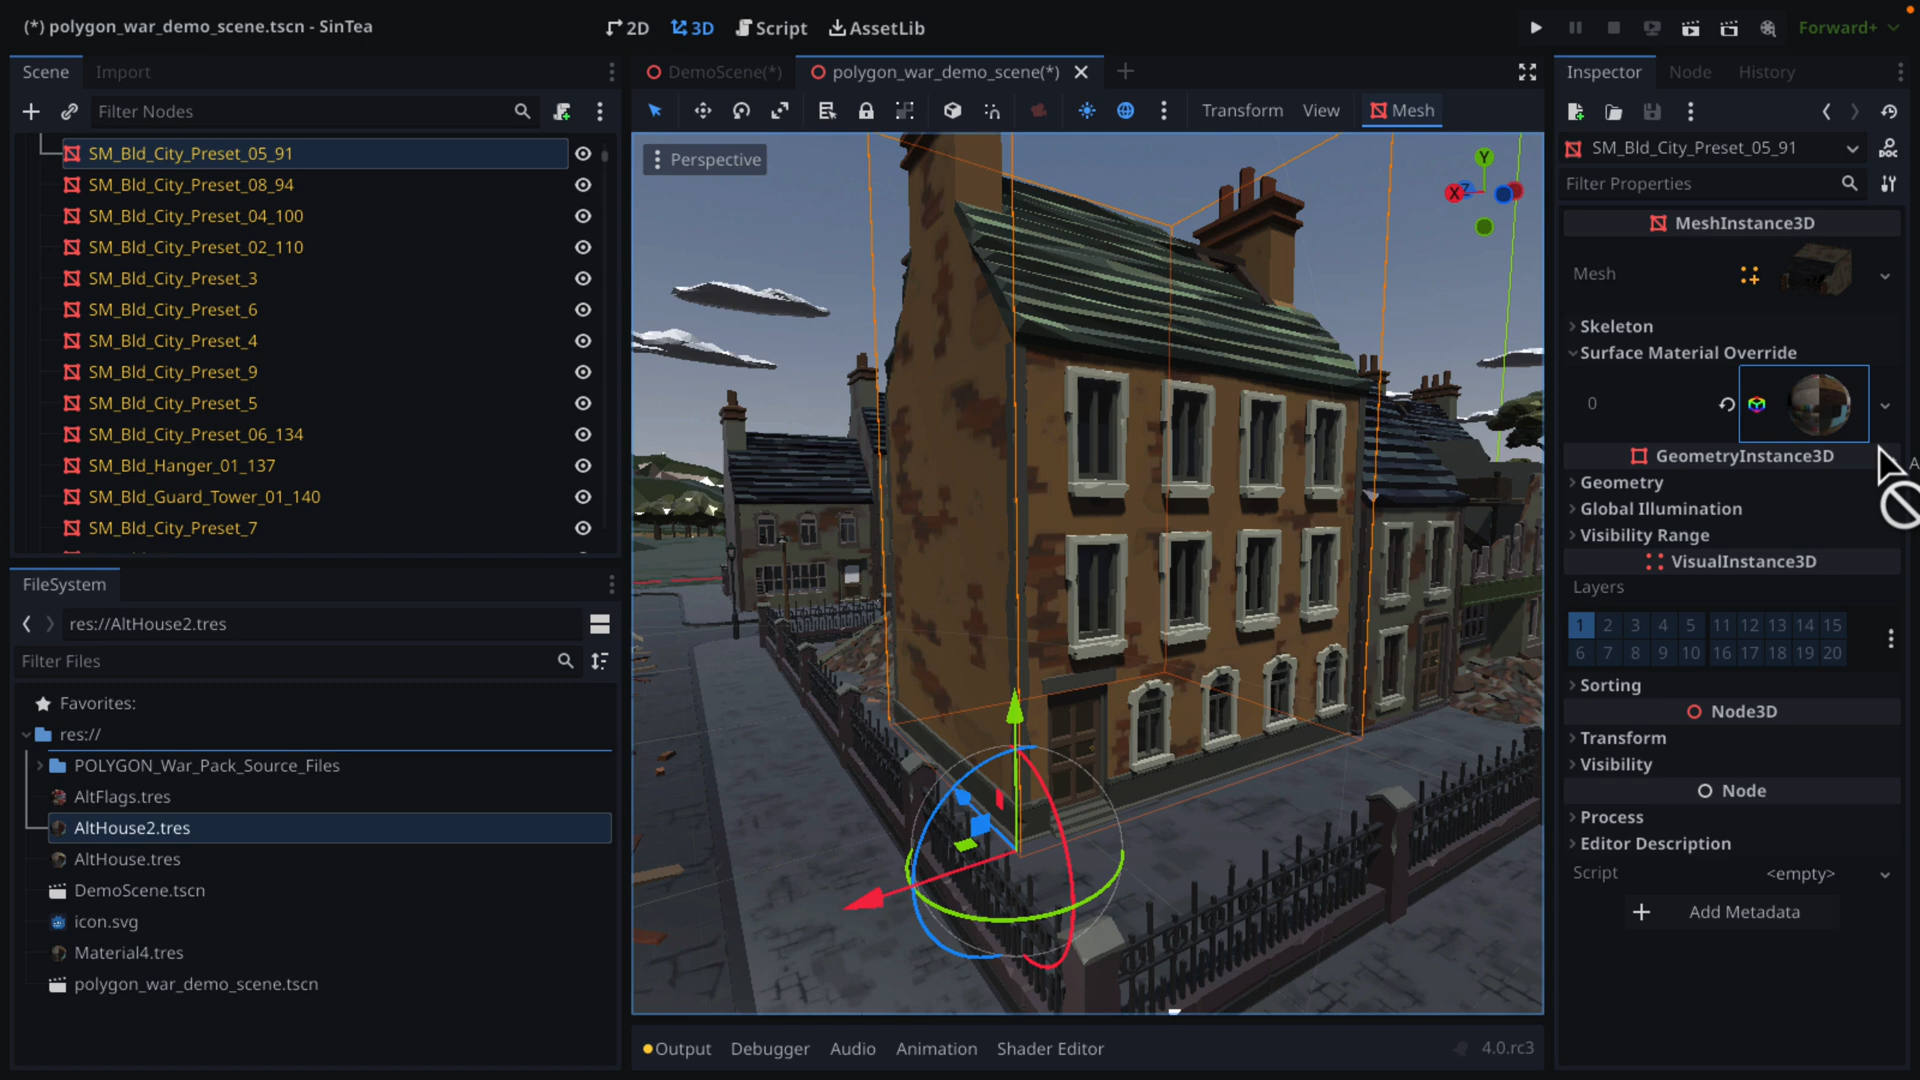 (*) polygon_war_demo_scene.tscn - SinTea
2D
3D
Script
AssetLib
Forward+
Scene
Import
Filter Nodes
SM_Bld_City_Preset_05_91
SM_Bld_City_Preset_08_94
SM_Bld_City_Preset_04_100
SM_Bld_City_Preset_02_110
SM_Bld_City_Preset_3
SM_Bld_City_Preset_6
SM_Bld_City_Preset_4
SM_Bld_City_Preset_9
SM_Bld_City_Preset_5
SM_Bld_City_Preset_06_134
SM_Bld_Hanger_01_137
SM_Bld_Guard_Tower_01_140
SM_Bld_City_Preset_7
FileSystem
res://AltHouse2.tres
Filter Files
Favorites:
res://
POLYGON_War_Pack_Source_Files
AltFlags.tres
AltHouse2.tres
AltHouse.tres
DemoScene.tscn
icon.svg
Material4.tres
polygon_war_demo_scene.tscn
DemoScene(*)
polygon_war_demo_scene(*)
Transform
View
Mesh
Perspective
Y
X
Z
Output
Debugger
Audio
Animation
Shader Editor
4.0.rc3
Inspector
Node
History
SM_Bld_City_Preset_05_91
Filter Properties
MeshInstance3D
Mesh
Skeleton
Surface Material Override
0
GeometryInstance3D
A
Geometry
Global Illumination
Visibility Range
VisualInstance3D
Layers
1 2 3 4 5 11 12 13 14 15
6 7 8 9 10 16 17 18 19 20
Sorting
Node3D
Transform
Visibility
Node
Process
Editor Description
Script
<empty>
Add Metadata